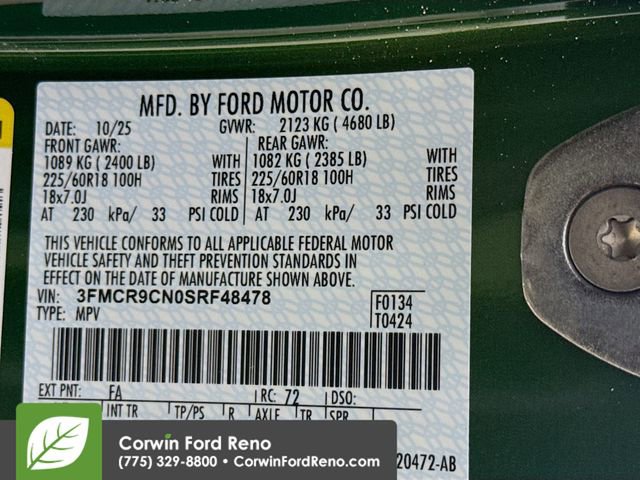 MFD. BY FORD MOTOR CO.
DATE: 10/25 GVWR: 2123 KG ( 4680 LB)
FRONT GAWR: REAR GAWR:
1089 KG ( 2400 LB) WITH 1082 KG ( 2385 LB) WITH
225/60R18 100H TIRES 225/60R18 100H TIRES
18x7.0J RIMS 18x7.0J RIMS
AT 230 kPa/ 33 PSI COLD AT 230 kPa/ 33 PSI COLD
THIS VEHICLE CONFORMS TO ALL APPLICABLE FEDERAL MOTOR
VEHICLE SAFETY AND THEFT PREVENTION STANDARDS IN
EFFECT ON THE DATE OF MANUFACTURE SHOWN ABOVE.
VIN: 3FMCR9CN0SRF48478 F0134
TYPE: MPV T0424
EXT PNT: FA RC: 72 DSO:
INT TR TP/PS R AXLE TR SPR
20472-AB
Corwin Ford Reno
(775) 329-8800 • CorwinFordReno.com